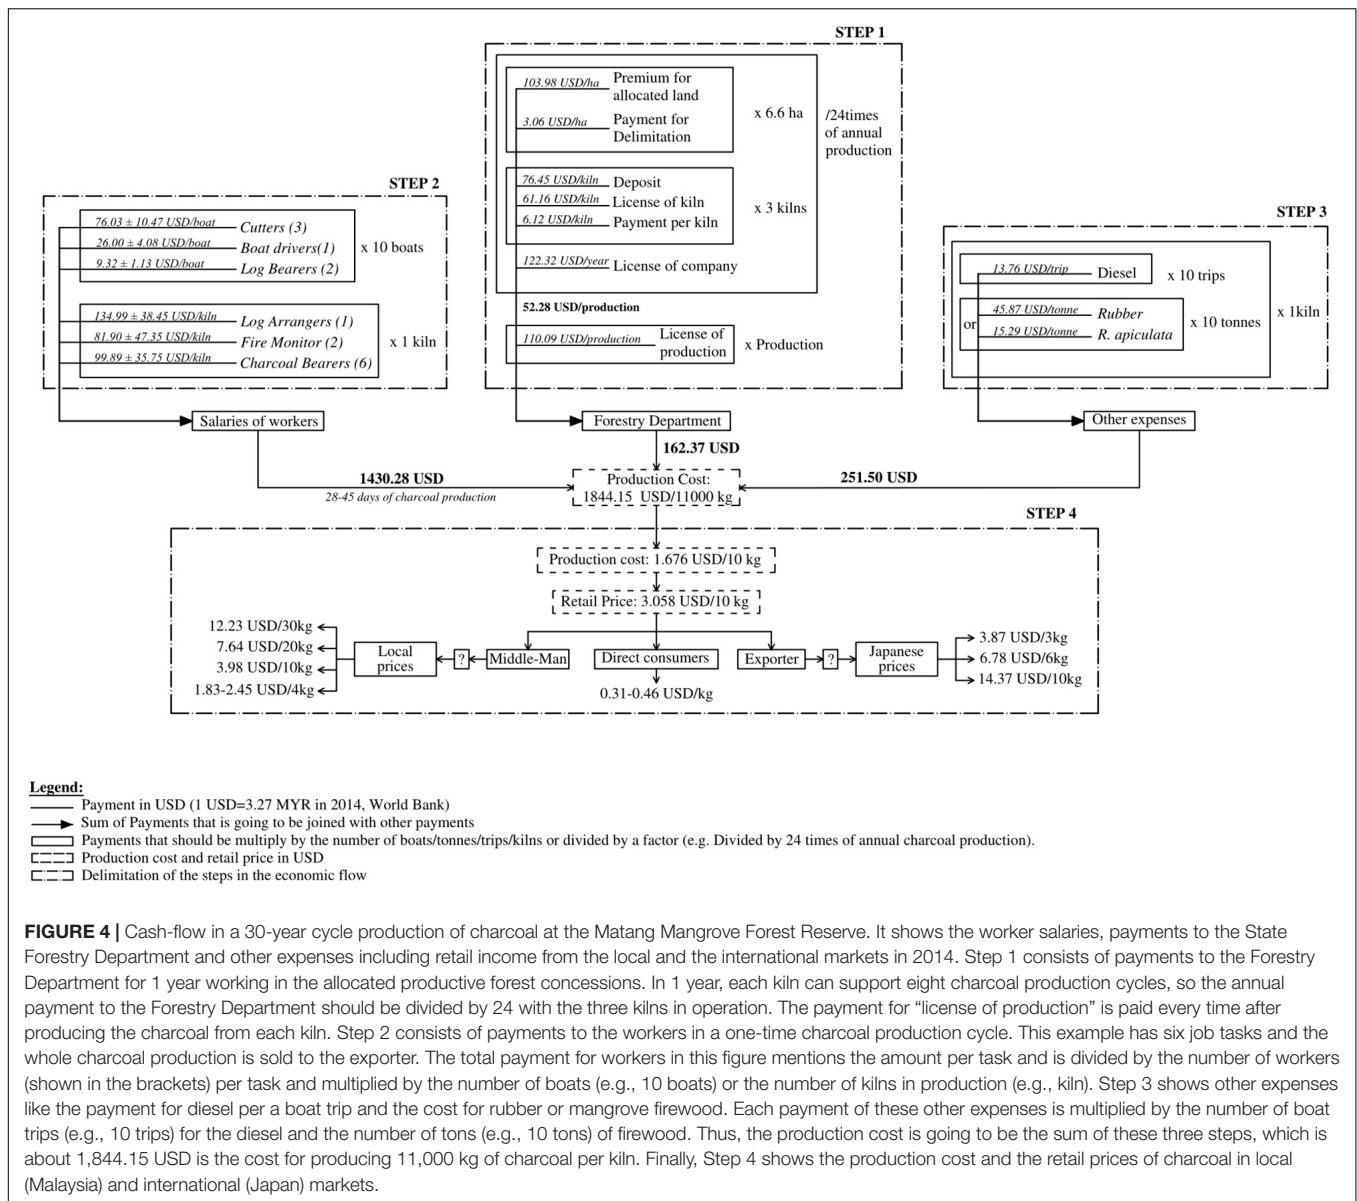 STEP 1
103.98 USD/ha Premium for
allocated land
3.06 USD/ha Payment for
Delimitation
x 6.6 ha
/24times
of annual
production
76.45 USD/kiln Deposit
61.16 USD/kiln License of kiln
6.12 USD/kiln Payment per kiln
x 3 kilns
122.32 USD/year License of company
52.28 USD/production
110.09 USD/production License of
production
x Production
STEP 2
76.03 ± 10.47 USD/boat Cutters (3)
26.00 ± 4.08 USD/boat Boat drivers(1)
9.32 ± 1.13 USD/boat Log Bearers (2)
x 10 boats
134.99 ± 38.45 USD/kiln Log Arrangers (1)
81.90 ± 47.35 USD/kiln Fire Monitor (2)
99.89 ± 35.75 USD/kiln Charcoal Bearers (6)
x 1 kiln
STEP 3
13.76 USD/trip Diesel
x 10 trips
or
45.87 USD/tonne Rubber
15.29 USD/tonne R. apiculata
x 10 tonnes
x 1kiln
Salaries of workers
Forestry Department
Other expenses
162.37 USD
1430.28 USD
28-45 days of charcoal production
Production Cost:
1844.15 USD/11000 kg
251.50 USD
STEP 4
Production cost: 1.676 USD/10 kg
Retail Price: 3.058 USD/10 kg
12.23 USD/30kg
7.64 USD/20kg
3.98 USD/10kg
1.83-2.45 USD/4kg
Local
prices
?
Middle-Man
Direct consumers
0.31-0.46 USD/kg
Exporter
?
Japanese
prices
3.87 USD/3kg
6.78 USD/6kg
14.37 USD/10kg
Legend:
Payment in USD (1 USD=3.27 MYR in 2014, World Bank)
Sum of Payments that is going to be joined with other payments
Payments that should be multiply by the number of boats/tonnes/trips/kilns or divided by a factor (e.g. Divided by 24 times of annual charcoal production).
Production cost and retail price in USD
Delimitation of the steps in the economic flow
FIGURE 4 | Cash-flow in a 30-year cycle production of charcoal at the Matang Mangrove Forest Reserve. It shows the worker salaries, payments to the State
Forestry Department and other expenses including retail income from the local and the international markets in 2014. Step 1 consists of payments to the Forestry
Department for 1 year working in the allocated productive forest concessions. In 1 year, each kiln can support eight charcoal production cycles, so the annual
payment to the Forestry Department should be divided by 24 with the three kilns in operation. The payment for “license of production” is paid every time after
producing the charcoal from each kiln. Step 2 consists of payments to the workers in a one-time charcoal production cycle. This example has six job tasks and the
whole charcoal production is sold to the exporter. The total payment for workers in this figure mentions the amount per task and is divided by the number of workers
(shown in the brackets) per task and multiplied by the number of boats (e.g., 10 boats) or the number of kilns in production (e.g., kiln). Step 3 shows other expenses
like the payment for diesel per a boat trip and the cost for rubber or mangrove firewood. Each payment of these other expenses is multiplied by the number of boat
trips (e.g., 10 trips) for the diesel and the number of tons (e.g., 10 tons) of firewood. Thus, the production cost is going to be the sum of these three steps, which is
about 1,844.15 USD is the cost for producing 11,000 kg of charcoal per kiln. Finally, Step 4 shows the production cost and the retail prices of charcoal in local
(Malaysia) and international (Japan) markets.